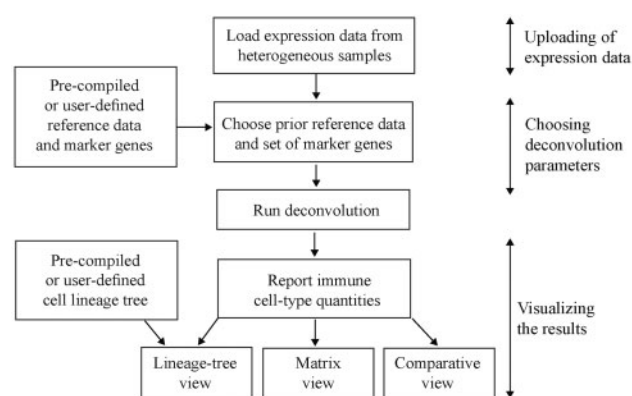 Load expression data from
heterogeneous samples
Uploading of
expression data
Pre-compiled
or user-defined
reference data
and marker genes
Choose prior reference data
and set of marker genes
Choosing
deconvolution
parameters
Run deconvolution
Pre-compiled
or user-defined
cell lineage tree
Report immune
cell-type quantities
Visualizing
the results
Lineage-tree
view
Matrix
view
Comparative
view